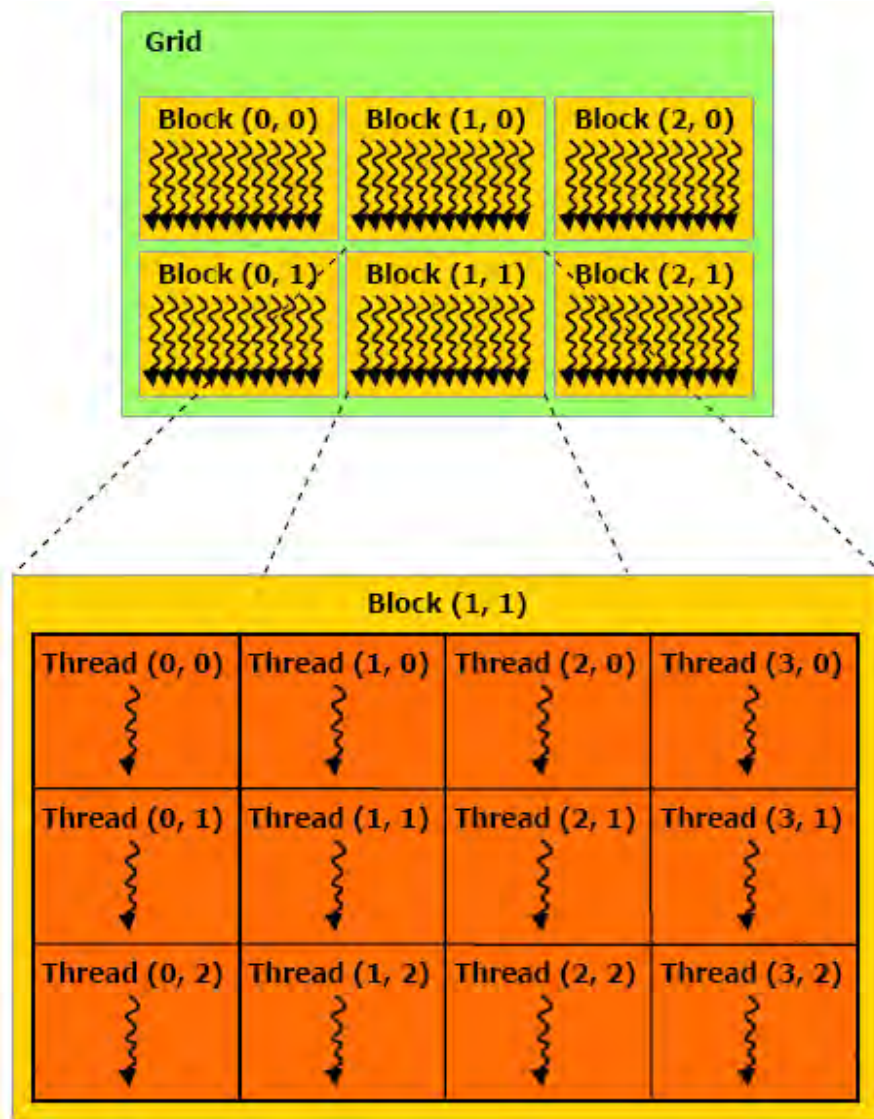 Grid
Block (0, 0) Block (1, 0) Block (2, 0)
Block (0, 1) Block (1, 1) Block (2, 1)
Block (1, 1)
Thread (0, 0) Thread (1, 0) Thread (2, 0) Thread (3, 0)
Thread (0, 1) Thread (1, 1) Thread (2, 1) Thread (3, 1)
Thread (0, 2) Thread (1, 2) Thread (2, 2) Thread (3, 2)